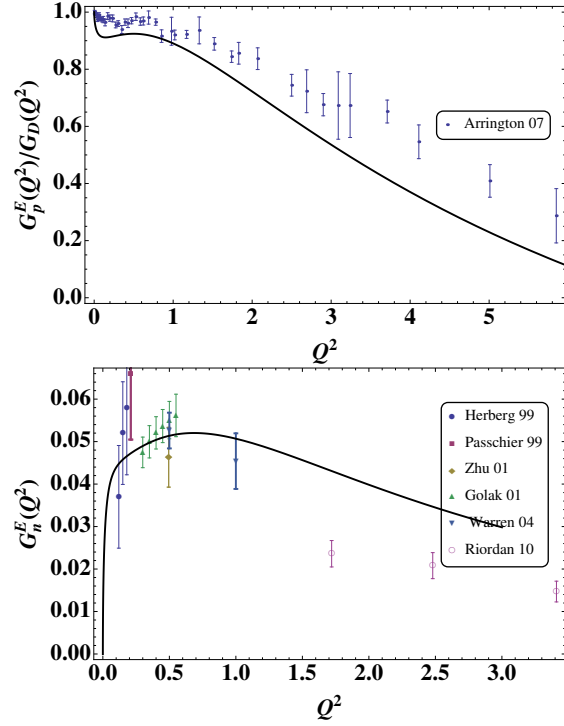 1.0
0.8
0.6
0.4
0.2
0.0
G_p^E(Q^2)/G_D(Q^2)
Arrington 07
0 1 2 3 4 5
Q^2
0.06
0.05
0.04
0.03
0.02
0.01
0.00
G_n^E(Q^2)
Herberg 99
Passchier 99
Zhu 01
Golak 01
Warren 04
Riordan 10
0.0 0.5 1.0 1.5 2.0 2.5 3.0
Q^2